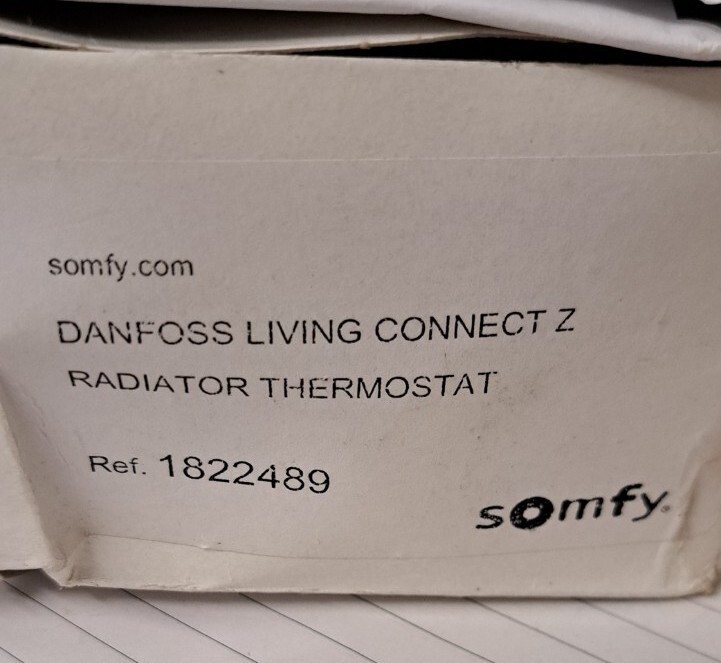 somfy.com
DANFOSS LIVING CONNECT Z
RADIATOR THERMOSTAT
Ref. 1822489
somfy.